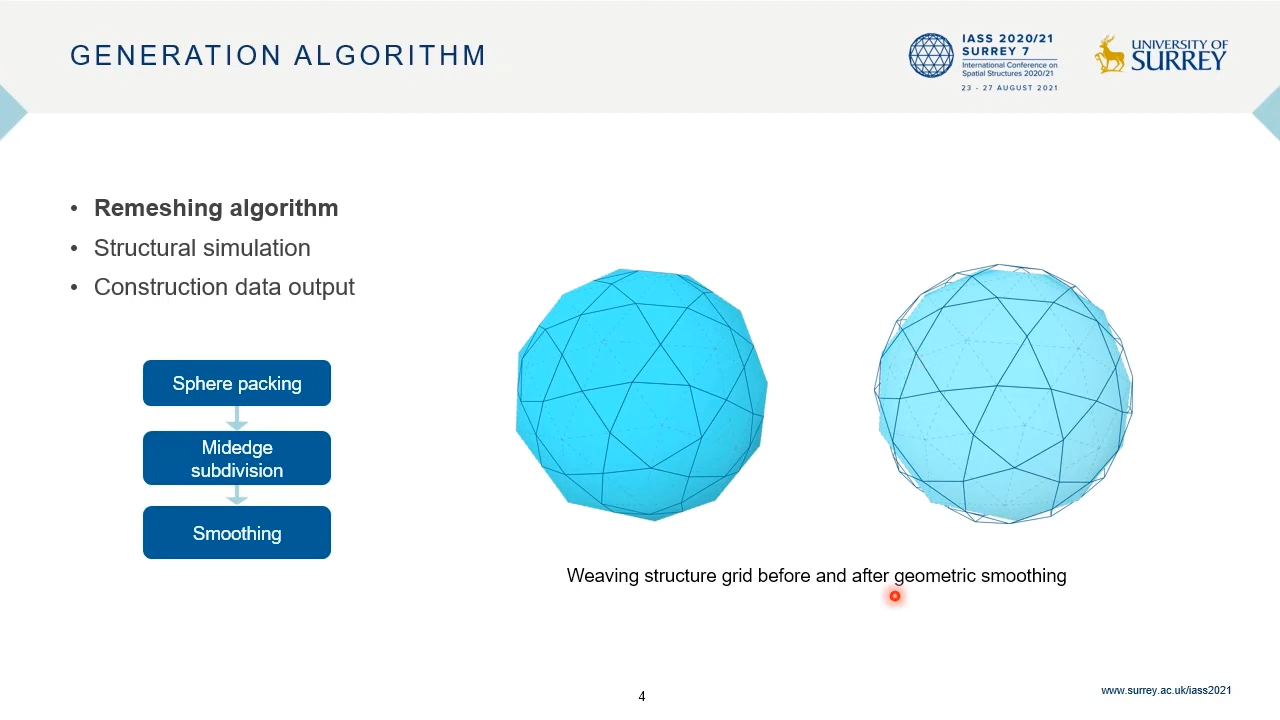 GENERATION ALGORITHM
IASS 2020/21
SURREY 7
International Conference on
Spatial Structures 2020/21
23 - 27 AUGUST 2021
UNIVERSITY OF
SURREY
• Remeshing algorithm
• Structural simulation
• Construction data output
Sphere packing
Midedge
subdivision
Smoothing
Weaving structure grid before and after geometric smoothing
4
www.surrey.ac.uk/iass2021